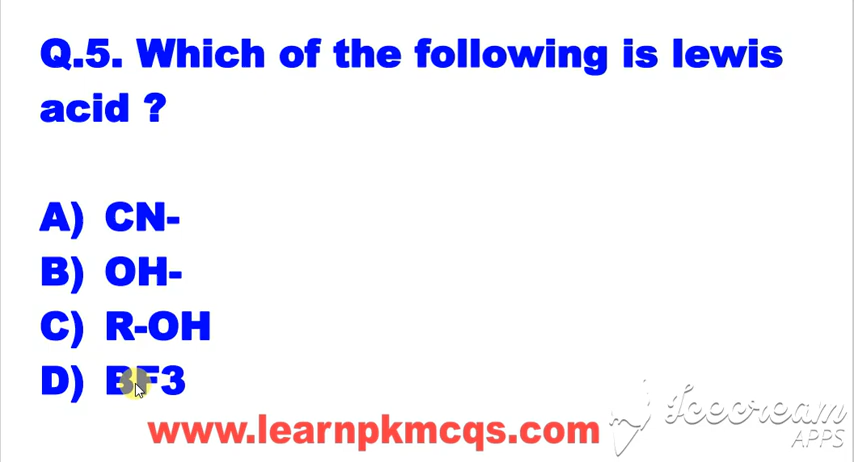 Q.5. Which of the following is lewis
acid ?
A) CN-
B) OH-
C) R-OH
D) BF3
www.learnpkmcqs.com
Icecream
APPS